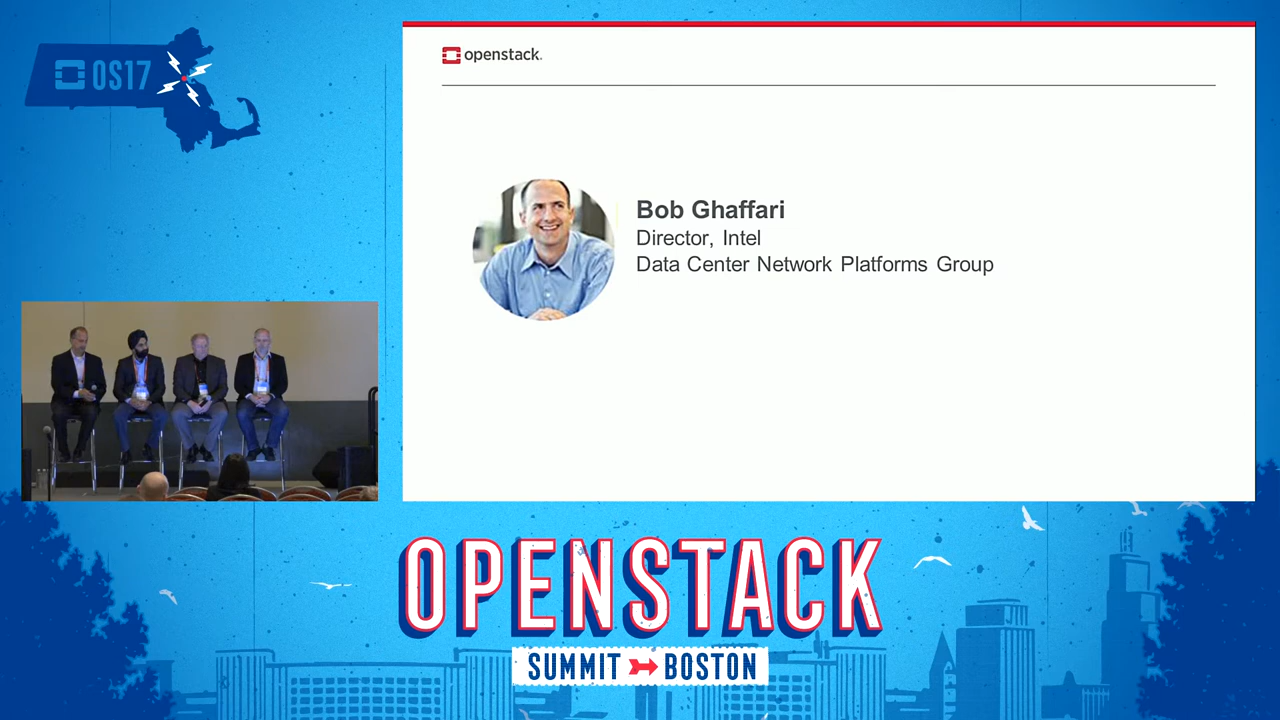 OS17
openstack.
Bob Ghaffari
Director, Intel
Data Center Network Platforms Group
OPENSTACK
SUMMIT BOSTON